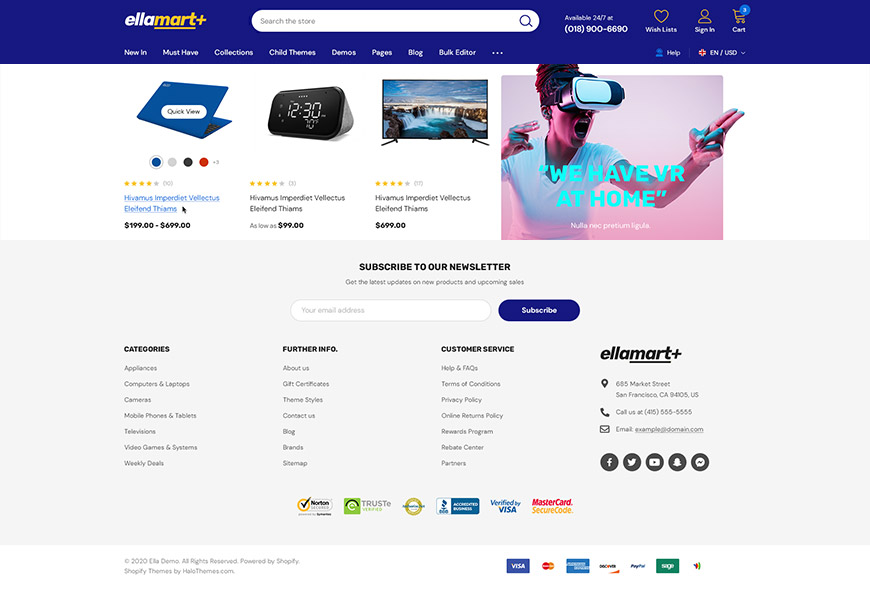 ellamart+
Search the store
Available 24/7 at
(018) 900-6690
Wish Lists
Sign In
3
Cart
New In
Must Have
Collections
Child Themes
Demos
Pages
Blog
Bulk Editor
Help
EN / USD
Quick View
+3
(10)
Hivamus Imperdiet Vellectus
Eleifend Thiams
$199.00 - $699.00
12:30
70°F
(3)
Hivamus Imperdiet Vellectus
Eleifend Thiams
As low as $99.00
(17)
Hivamus Imperdiet Vellectus
Eleifend Thiams
$699.00
"WE HAVE VR
AT HOME"
Nulla nec pretium ligula.
SUBSCRIBE TO OUR NEWSLETTER
Get the latest updates on new products and upcoming sales
Your email address
Subscribe
CATEGORIES
Appliances
Computers & Laptops
Cameras
Mobile Phones & Tablets
Televisions
Video Games & Systems
Weekly Deals
FURTHER INFO.
About us
Gift Certificates
Theme Styles
Contact us
Blog
Brands
Sitemap
CUSTOMER SERVICE
Help & FAQs
Terms of Conditions
Privacy Policy
Online Returns Policy
Rewards Program
Rebate Center
Partners
ellamart+
685 Market Street
San Francisco, CA 94105, US
Call us at (415) 555-5555
Email: example@domain.com
Norton
SECURED
powered by Symantec
TRUSTe
VERIFIED
BBB
ACCREDITED
BUSINESS
Verified by
VISA
MasterCard.
SecureCode.
© 2020 Ella Demo. All Rights Reserved. Powered by Shopify.
Shopify Themes by HaloThemes.com.
VISA
AMERICAN EXPRESS
DISCOVER
PayPal
sage